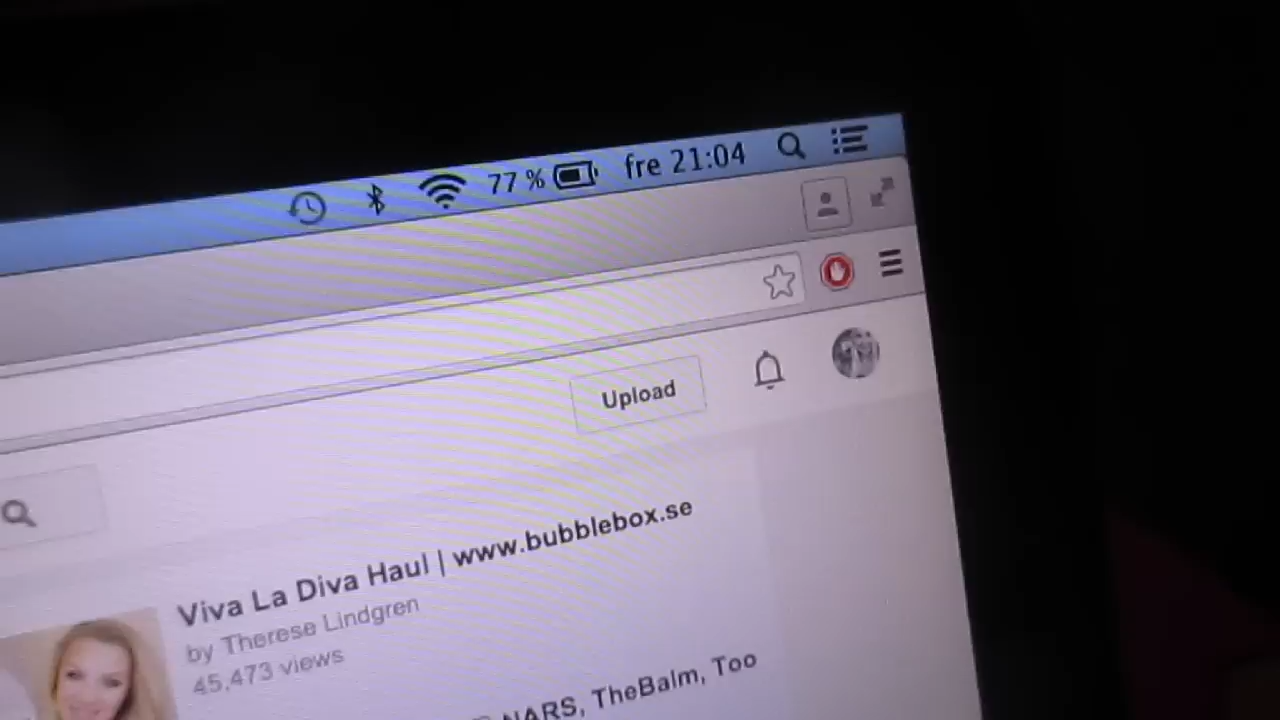 77 % fre 21:04
Upload
Viva La Diva Haul | www.bubblebox.se
by Therese Lindgren
45,473 views
NARS, TheBalm, Too